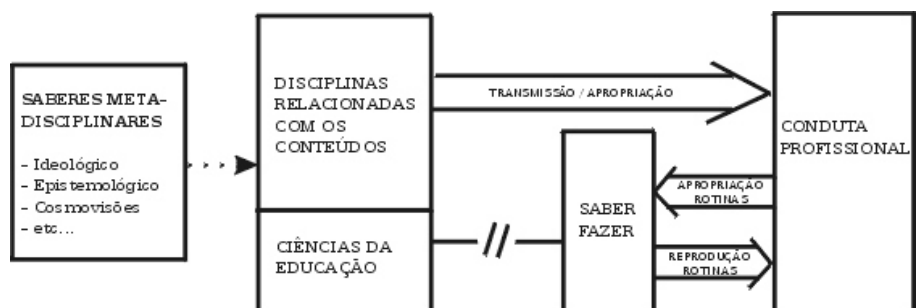 SABERES META-
DISCIPLINARES
- Ideológico
- Epistemológico
- Cosmovisões
- etc...
DISCIPLINAS
RELACIONADAS
COM OS
CONTEÚDOS
CIÊNCIAS DA
EDUCAÇÃO
TRANSMISSÃO / APROPRIAÇÃO
SABER
FAZER
APROPRIAÇÃO
ROTINAS
REPRODUÇÃO
ROTINAS
CONDUTA
PROFISSIONAL